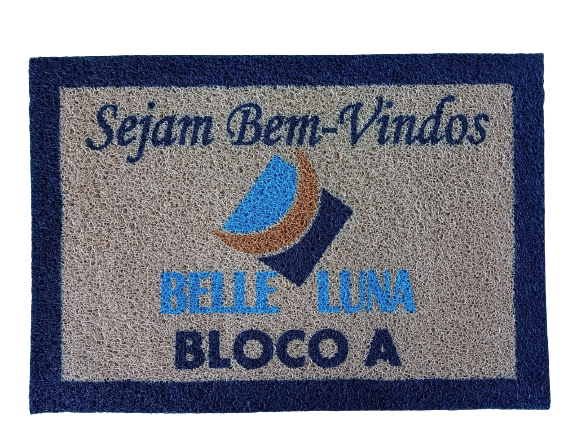 Sejam Bem-Vindos
BELLE LUNA
BLOCO A